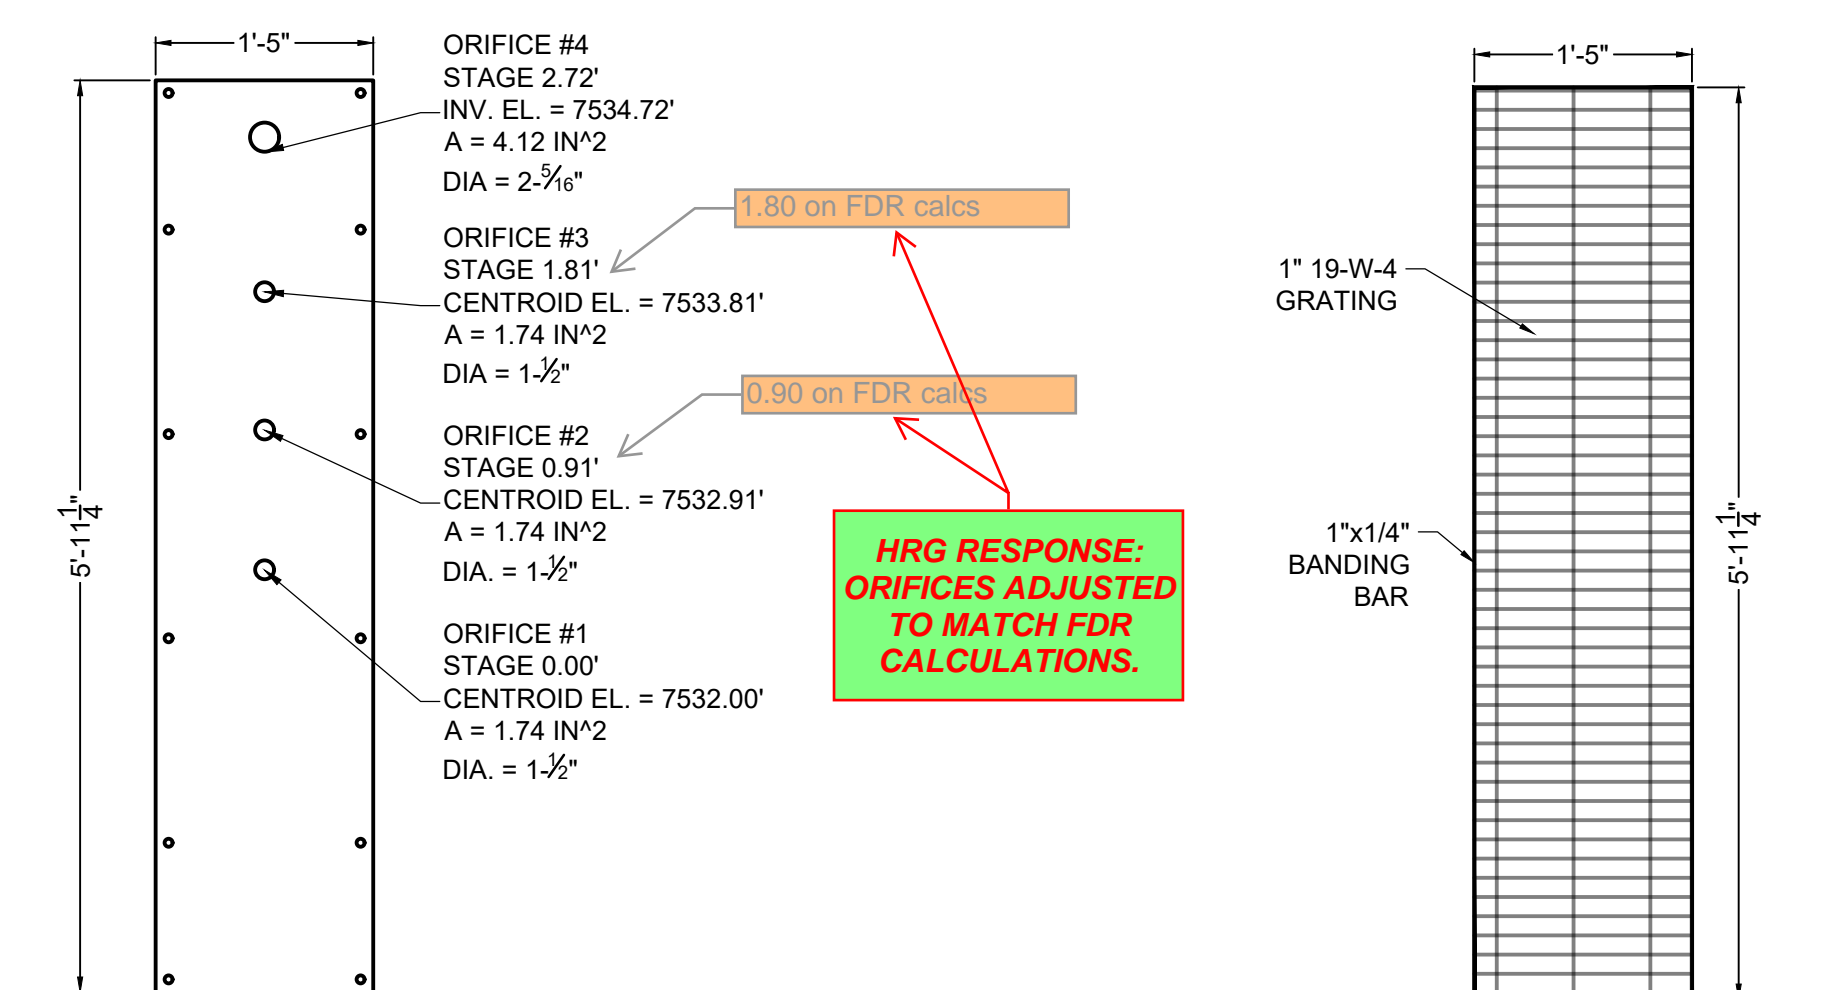 1'-5"
ORIFICE #4
STAGE 2.72'
INV. EL. = 7534.72'
A = 4.12 IN^2
DIA = 2-5⁄16"
1.80 on FDR calcs
ORIFICE #3
STAGE 1.81'
CENTROID EL. = 7533.81'
A = 1.74 IN^2
DIA = 1-1⁄2"
0.90 on FDR calcs
ORIFICE #2
STAGE 0.91'
CENTROID EL. = 7532.91'
A = 1.74 IN^2
DIA. = 1-1⁄2"
ORIFICE #1
STAGE 0.00'
CENTROID EL. = 7532.00'
A = 1.74 IN^2
DIA. = 1-1⁄2"
5'-11 1⁄4"
HRG RESPONSE:
ORIFICES ADJUSTED
TO MATCH FDR
CALCULATIONS.
1'-5"
1" 19-W-4
GRATING
1"x1/4"
BANDING
BAR
5'-11 1⁄4"